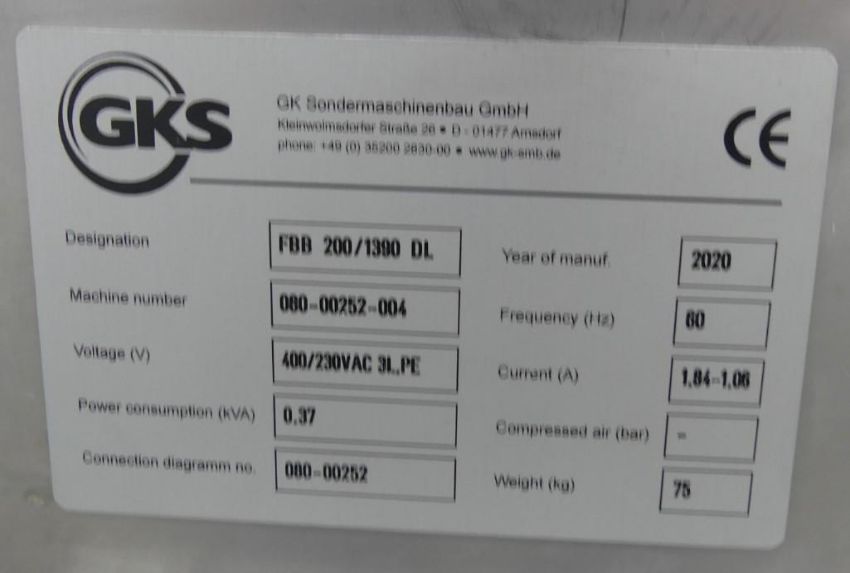 GKS
GK Sondermaschinenbau GmbH
Kleinwolmsdorfer Straße 26 • D - 01477 Arnsdorf
phone: +49 (0) 35200 2830-00 • www.gk-smb.de
CE
Designation FBB 200/1390 DL Year of manuf. 2020
Machine number 080-00252-004 Frequency (Hz) 60
Voltage (V) 400/230VAC 3L,PE Current (A) 1,84-1,06
Power consumption (kVA) 0,37 Compressed air (bar) -
Connection diagramm no. 080-00252 Weight (kg) 75